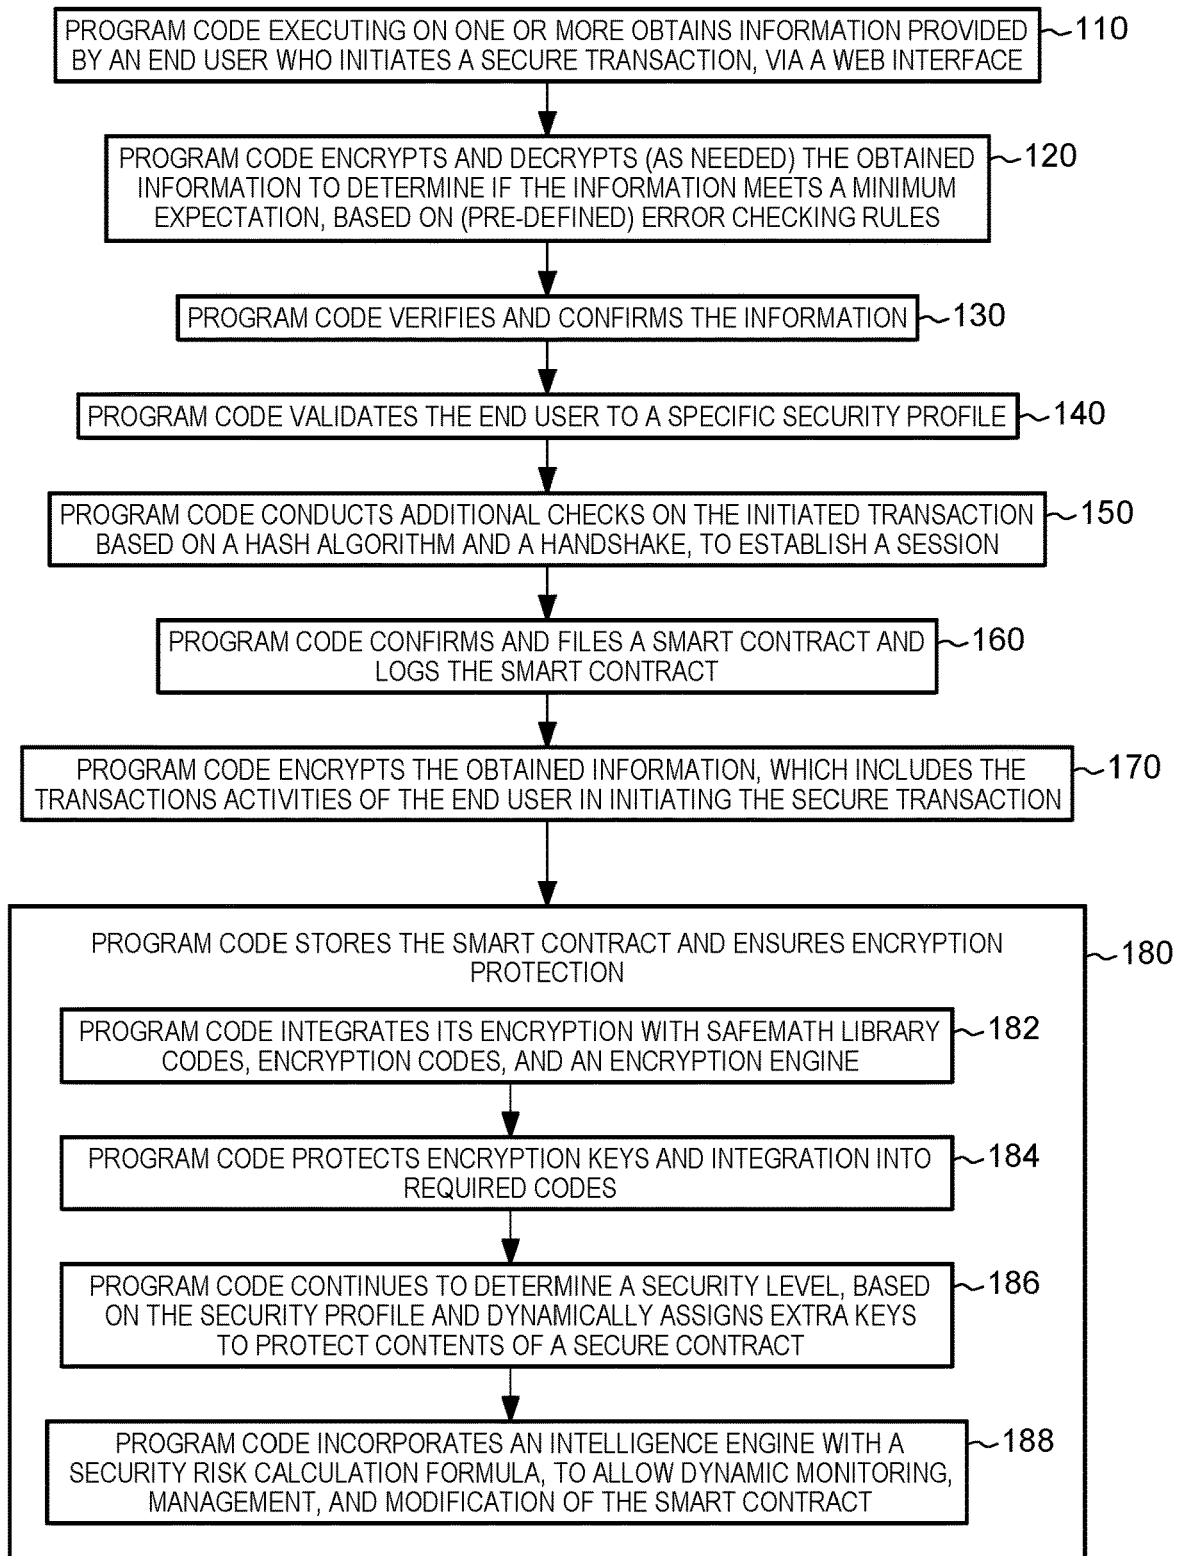 PROGRAM CODE EXECUTING ON ONE OR MORE OBTAINS INFORMATION PROVIDED
BY AN END USER WHO INITIATES A SECURE TRANSACTION, VIA A WEB INTERFACE
110
PROGRAM CODE ENCRYPTS AND DECRYPTS (AS NEEDED) THE OBTAINED
INFORMATION TO DETERMINE IF THE INFORMATION MEETS A MINIMUM
EXPECTATION, BASED ON (PRE-DEFINED) ERROR CHECKING RULES
120
PROGRAM CODE VERIFIES AND CONFIRMS THE INFORMATION
130
PROGRAM CODE VALIDATES THE END USER TO A SPECIFIC SECURITY PROFILE
140
PROGRAM CODE CONDUCTS ADDITIONAL CHECKS ON THE INITIATED TRANSACTION
BASED ON A HASH ALGORITHM AND A HANDSHAKE, TO ESTABLISH A SESSION
150
PROGRAM CODE CONFIRMS AND FILES A SMART CONTRACT AND
LOGS THE SMART CONTRACT
160
PROGRAM CODE ENCRYPTS THE OBTAINED INFORMATION, WHICH INCLUDES THE
TRANSACTIONS ACTIVITIES OF THE END USER IN INITIATING THE SECURE TRANSACTION
170
PROGRAM CODE STORES THE SMART CONTRACT AND ENSURES ENCRYPTION
PROTECTION
180
PROGRAM CODE INTEGRATES ITS ENCRYPTION WITH SAFEMATH LIBRARY
CODES, ENCRYPTION CODES, AND AN ENCRYPTION ENGINE
182
PROGRAM CODE PROTECTS ENCRYPTION KEYS AND INTEGRATION INTO
REQUIRED CODES
184
PROGRAM CODE CONTINUES TO DETERMINE A SECURITY LEVEL, BASED
ON THE SECURITY PROFILE AND DYNAMICALLY ASSIGNS EXTRA KEYS
TO PROTECT CONTENTS OF A SECURE CONTRACT
186
PROGRAM CODE INCORPORATES AN INTELLIGENCE ENGINE WITH A
SECURITY RISK CALCULATION FORMULA, TO ALLOW DYNAMIC MONITORING,
MANAGEMENT, AND MODIFICATION OF THE SMART CONTRACT
188